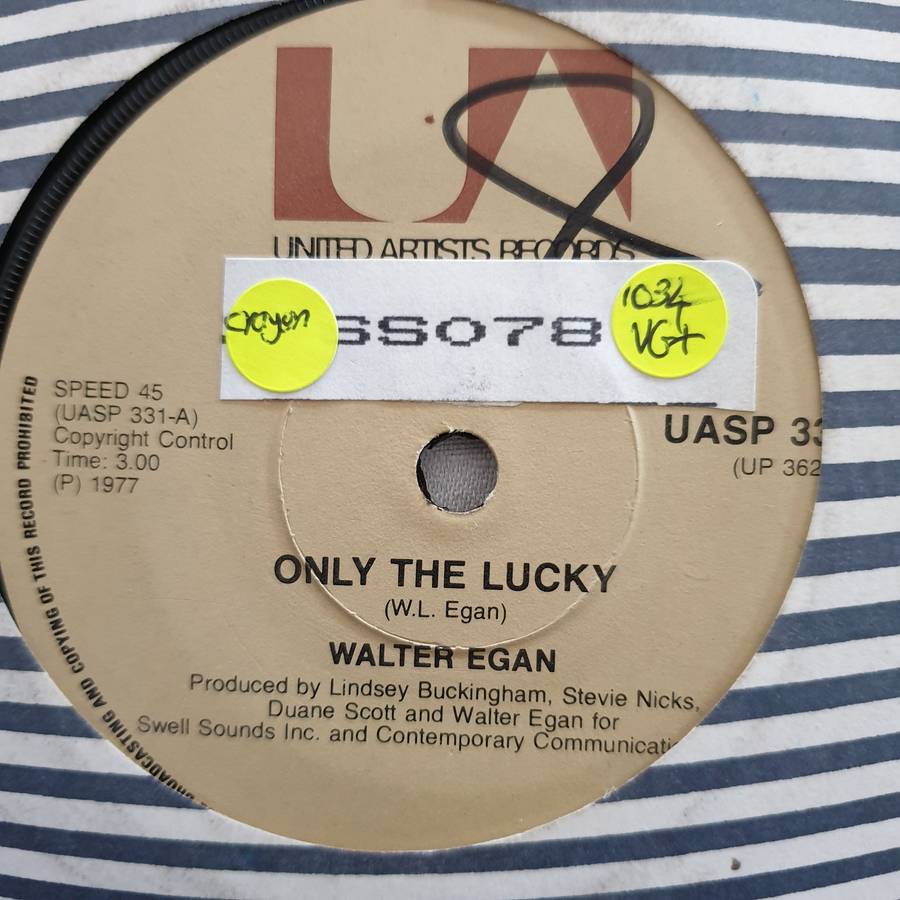 UA
UNITED ARTISTS RECORDS
crayon
SS078
1034
VG+
SPEED 45
(UASP 331-A)
Copyright Control
Time: 3.00
(P) 1977
UASP 33
(UP 362
ONLY THE LUCKY
(W.L. Egan)
WALTER EGAN
Produced by Lindsey Buckingham, Stevie Nicks,
Duane Scott and Walter Egan for
Swell Sounds Inc. and Contemporary Communicati
BROADCASTING AND COPYING OF THIS RECORD PROHIBITED